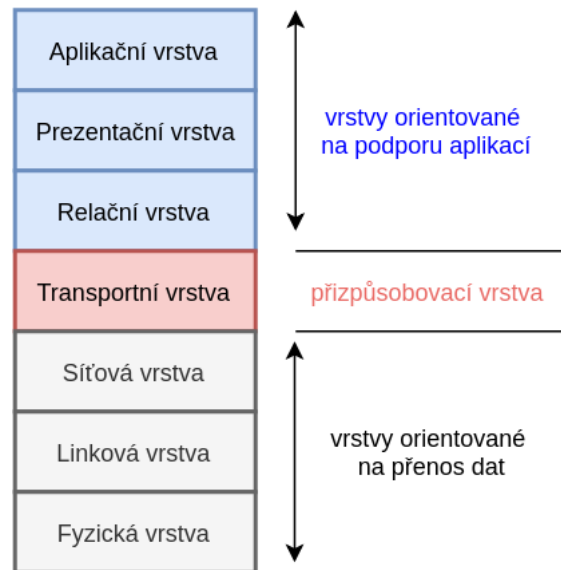 Aplikační vrstva
Prezentační vrstva
Relační vrstva
vrstvy orientované
na podporu aplikací
Transportní vrstva
přizpůsobovací vrstva
Síťová vrstva
Linková vrstva
Fyzická vrstva
vrstvy orientované
na přenos dat